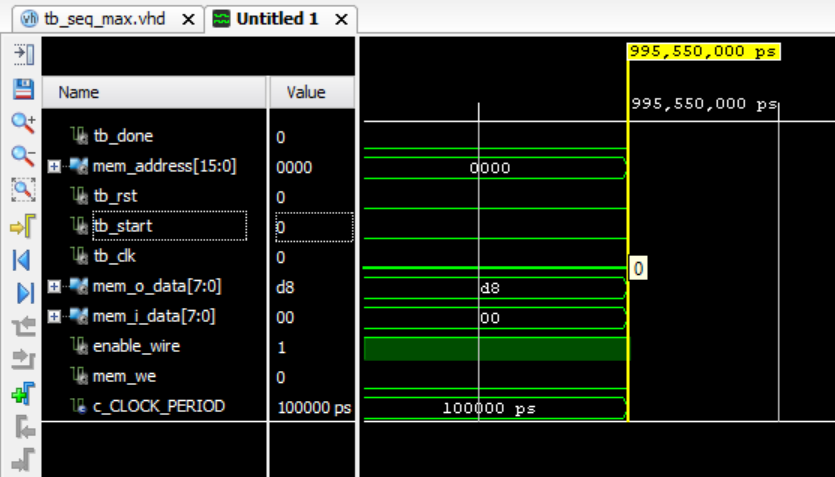 tb_seq_max.vhd X Untitled 1 X
995,550,000 ps
Name Value
995,550,000 ps
tb_done 0
mem_address[15:0] 0000 0000
tb_rst 0
tb_start 0
tb_clk 0 0
mem_o_data[7:0] d8 d8
mem_i_data[7:0] 00 00
enable_wire 1
mem_we 0
c_CLOCK_PERIOD 100000 ps 100000 ps